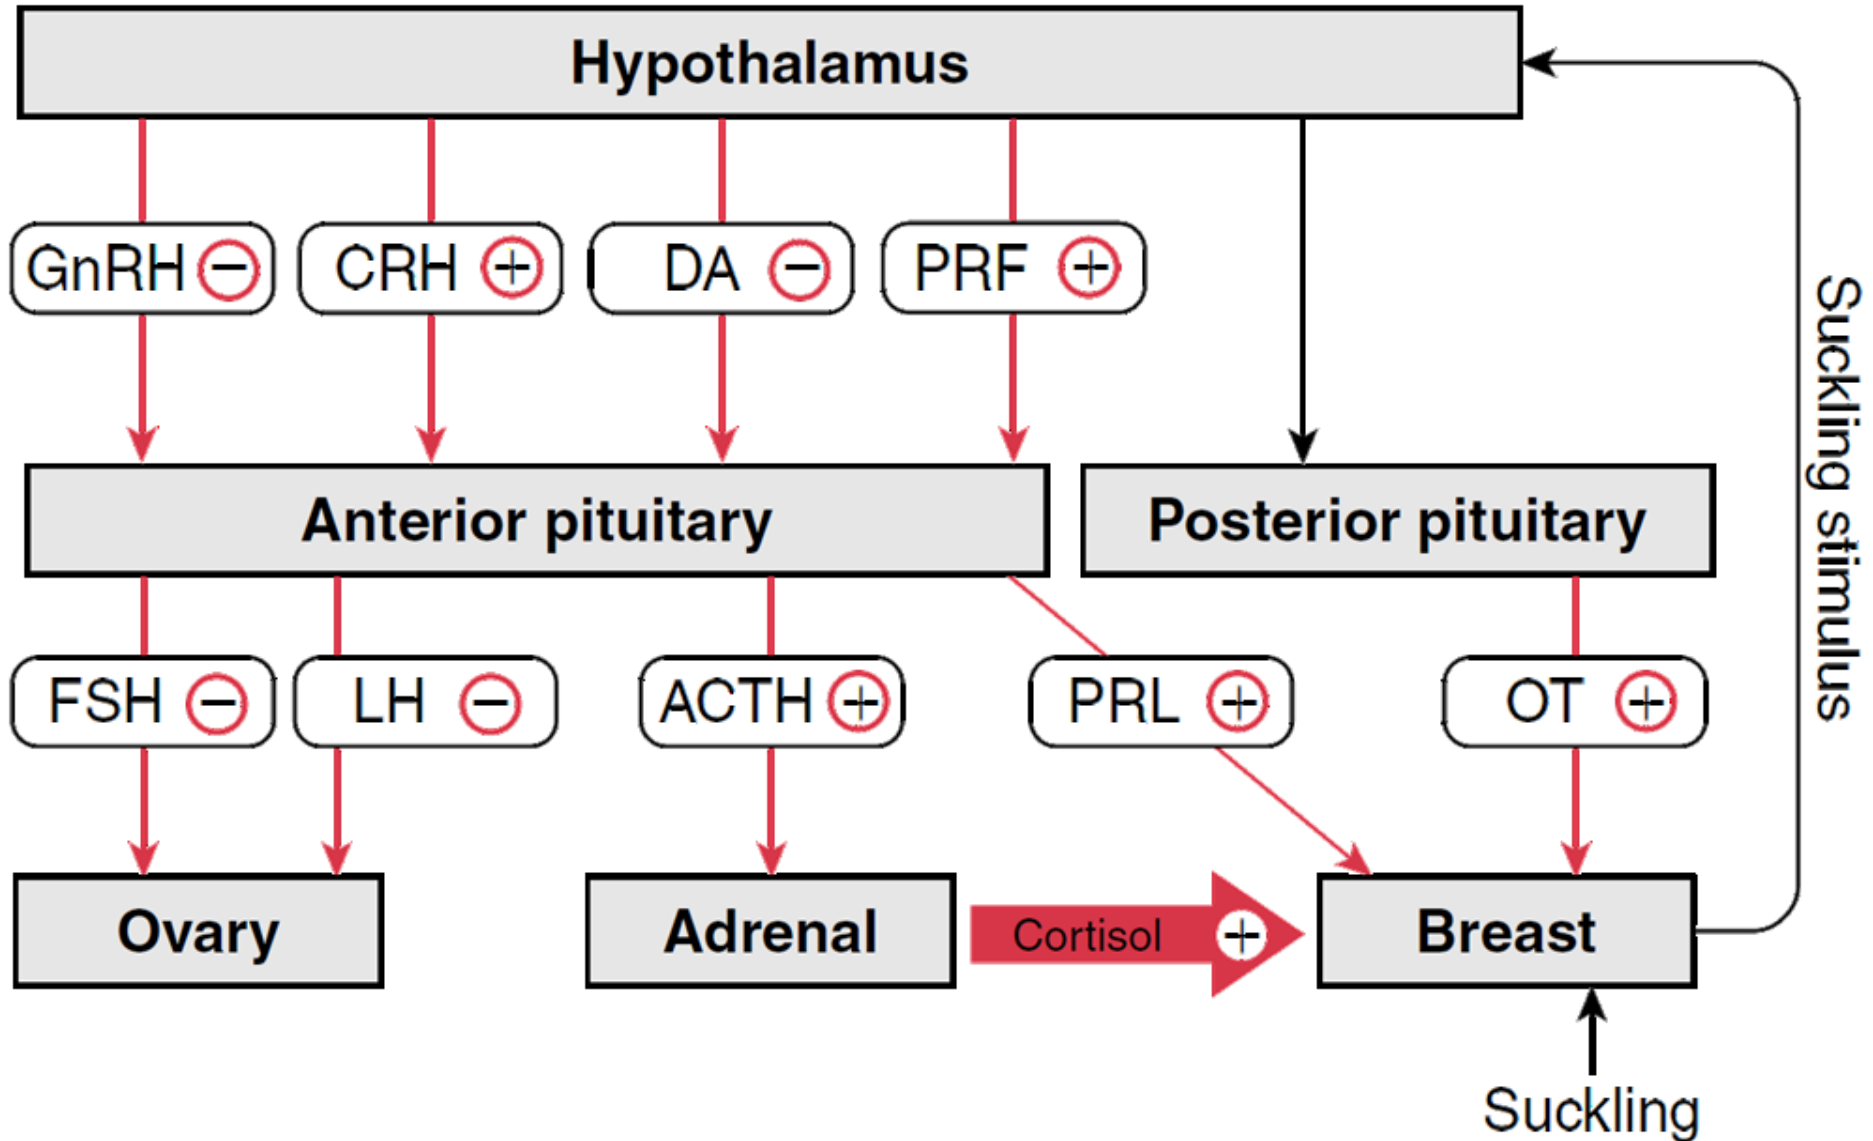 Hypothalamus
GnRH −
CRH +
DA −
PRF +
Suckling stimulus
Anterior pituitary
Posterior pituitary
FSH −
LH −
ACTH +
PRL +
OT +
Ovary
Adrenal
Cortisol +
Breast
Suckling